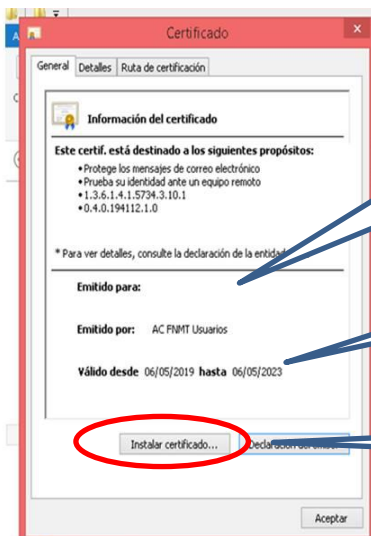 Certificado
General Detalles Ruta de certificación
Información del certificado
Este certif. está destinado a los siguientes propósitos:
•Protege los mensajes de correo electrónico
•Prueba su identidad ante un equipo remoto
•1.3.6.1.4.1.5734.3.10.1
•0.4.0.194112.1.0
* Para ver detalles, consulte la declaración de la entidad
Emitido para:
Emitido por: AC FNMT Usuarios
Válido desde 06/05/2019 hasta 06/05/2023
Instalar certificado...
Aceptar